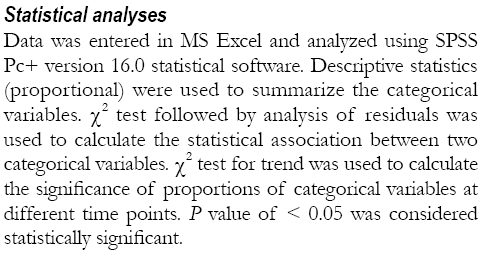 Statistical analyses
Data was entered in MS Excel and analyzed using SPSS
Pc+ version 16.0 statistical software. Descriptive statistics
(proportional) were used to summarize the categorical
variables. χ² test followed by analysis of residuals was
used to calculate the statistical association between two
categorical variables. χ² test for trend was used to calculate
the significance of proportions of categorical variables at
different time points. P value of < 0.05 was considered
statistically significant.